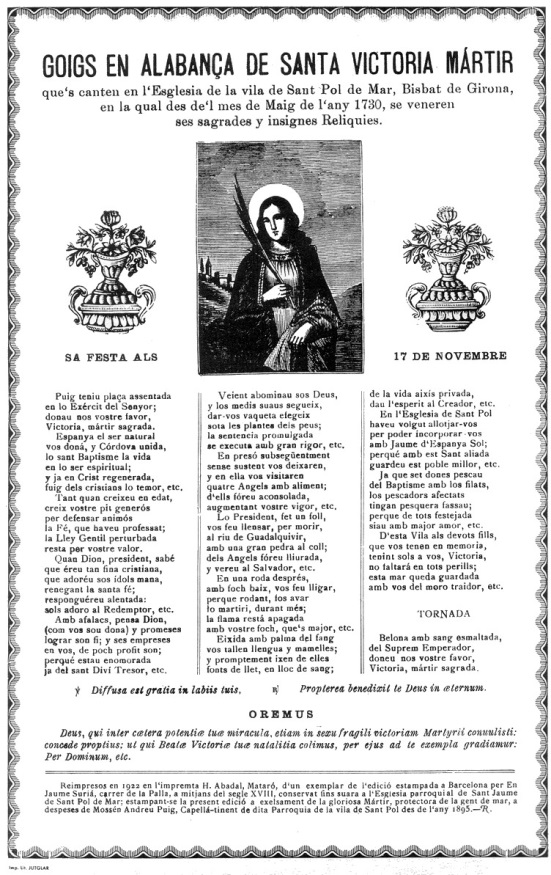 GOIGS EN ALABANÇA DE SANTA VICTORIA MÁRTIR
que's canten en l'Esglesia de la vila de Sant Pol de Mar, Bisbat de Girona,
en la qual des de'l mes de Maig de l'any 1730, se veneren
ses sagrades y insignes Reliquies.
SA FESTA ALS
17 DE NOVEMBRE
Puig teniu plaça assentada
en lo Exércit del Senyor;
donau nos vostre favor,
Victoria, mártir sagrada.
Espanya el ser natural
vos doná, y Córdova unida,
lo sant Baptisme la vida
en lo ser espiritual;
y ja en Crist regenerada,
fuig dels cristians lo temor, etc.
Tant quan creixeu en edat,
creix vostre pit generós
per defensar animós
la Fé, que haveu professat;
la Lley Gentil perturbada
resta per vostre valor.
Quan Dion, president, sabé
que éreu tan fina cristiana,
que adoréu sos ídols mana,
renegant la santa fé;
responguéreu alentada:
sols adoro al Redemptor, etc.
Amb afalacs, pensa Dion,
(com vos sou dona) y promeses
lograr son fi; y ses empreses
en vos, de poch profit son;
perqué estau enomorada
ja del sant Diví Tresor, etc.
Veient abominau sos Deus,
y los medis suaus segueix,
dar-vos vaqueta elegeix
sota les plantes dels peus;
la sentencia promulgada
se executa aub gran rigor, etc.
En presó subsegüentment
sense sustent vos deixaren,
y en ella vos visitaren
quatre Angels amb aliment;
d'ells fóreu aconsolada,
augmentant vostre vigor, etc.
Lo President, fet un foll,
vos feu llensar, per morir,
al riu de Guadalquivir,
amb una gran pedra al coll;
dels Angels fóreu lliurada,
y vereu al Salvador, etc.
En una roda després,
amb foch baix, vos feu lligar,
perque rodant, los avar
lo martiri, durant més;
la flama restá apagada
amb vostre foch, que's major, etc.
Eixida amb palma del fang
vos tallen llengua y mamelles;
y promptement ixen de elles
fonts de llet, en lloc de sang;
de la vida aixis privada,
dau l'esperit al Creador, etc.
En l'Esglesia de Sant Pol
haveu volgut allotjar-vos
per poder incorporar-vos
amb Jaume d'Espanya Sol;
perqué amb est Sant aliada
guardeu est poble millor, etc.
Ja que set dones pescau
del Baptisme amb los filats,
los pescadors afectats
tingan pesquera fassau;
perque de tots festejada
siau amb major amor, etc.
D'esta Vila als devots fills,
que vos tenen en memoria,
tenint sols a vos, Victoria,
no faltará en tots perills;
esta mar queda guardada
amb vos del moro traidor, etc.
TORNADA
Belona amb sang esmaltada,
del Suprem Emperador,
doneu nos vostre favor,
Victoria, mártir sagrada.
℣ Diffusa est gratia in labiis tuis.
℟ Propterea benedixit te Deus in æternum.
OREMUS
Deus, qui inter cætera potentiæ tuæ miracula, etiam in sexu fragili victoriam Martyrii conuulisti:
concede proptius; ut qui Beatæ Victoriæ tuæ natalitia colimus, per ejus ad te exempla gradiamur:
Per Dominum, etc.
Reimpresos en 1922 en l'impremta H. Abadal, Mataró, d'un exemplar de l'edició estampada a Barcelona per En
Jaume Suriá, carrer de la Palla, a mitjans del segle XVIII, conservat fins suara a l'Esglesia parroquial de Sant Jaume
de Sant Pol de Mar; estampant-se la present edició a exelsament de la gloriosa Mártir, protectora de la gent de mar, a
despeses de Mossén Andreu Puig, Capellá-tinent de dita Parroquia de la vila de Sant Pol des de l'any 1895.—R.
Imp. Lit. JUTGLAR